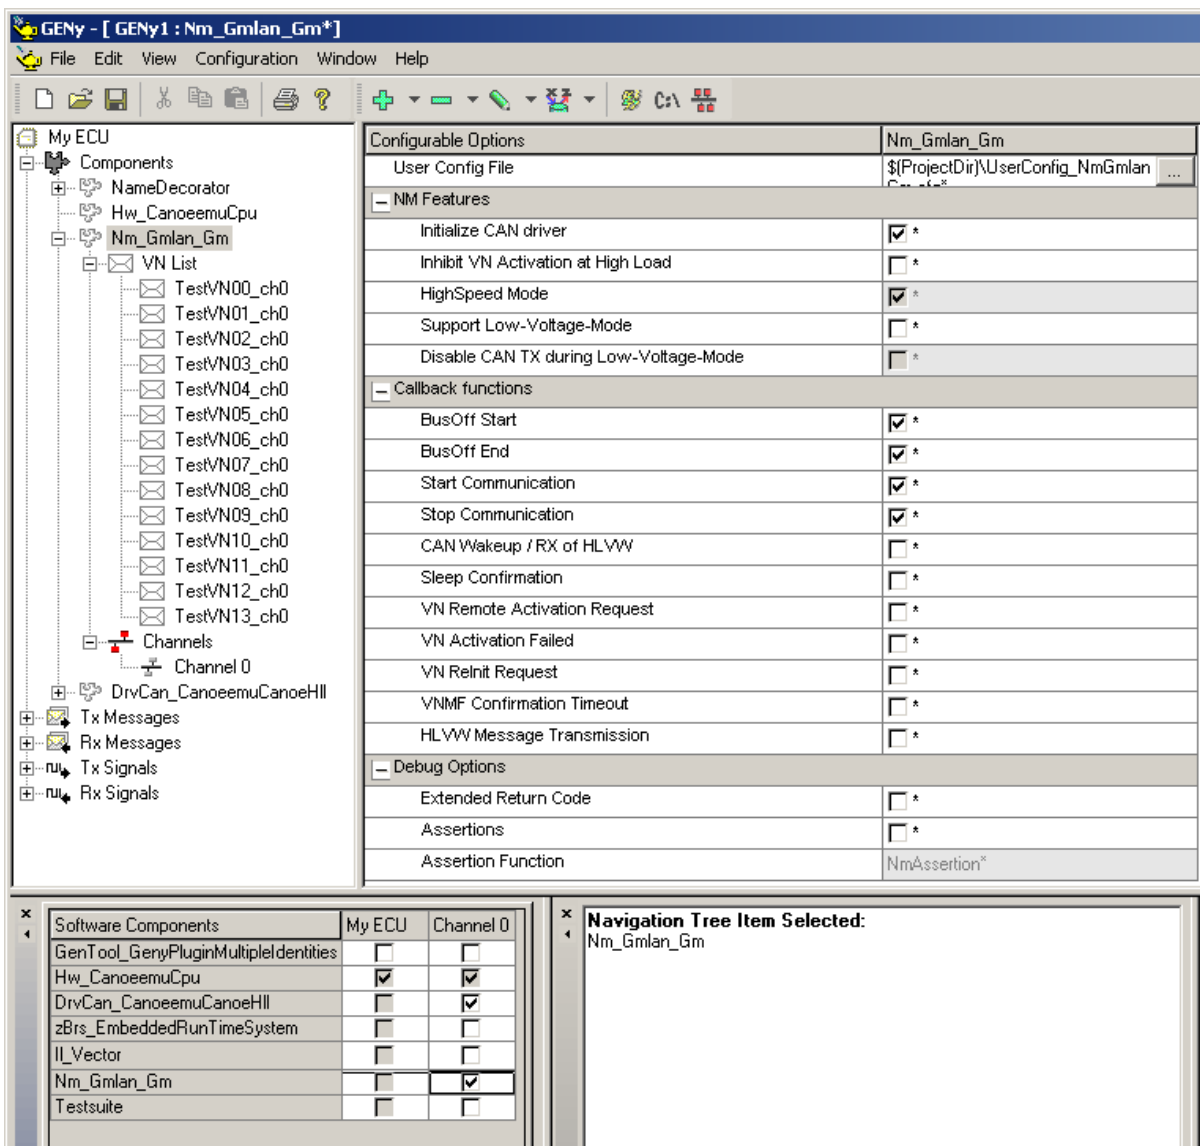 GENy - [ GENy1 : Nm_Gmlan_Gm*]
File Edit View Configuration Window Help
C:\
My ECU
Components
NameDecorator
Hw_CanoeemuCpu
Nm_Gmlan_Gm
VN List
TestVN00_ch0
TestVN01_ch0
TestVN02_ch0
TestVN03_ch0
TestVN04_ch0
TestVN05_ch0
TestVN06_ch0
TestVN07_ch0
TestVN08_ch0
TestVN09_ch0
TestVN10_ch0
TestVN11_ch0
TestVN12_ch0
TestVN13_ch0
Channels
Channel 0
DrvCan_CanoeemuCanoeHll
Tx Messages
Rx Messages
Tx Signals
Rx Signals
Configurable Options Nm_Gmlan_Gm
User Config File $(ProjectDir)\UserConfig_NmGmlan ...
NM Features
Initialize CAN driver *
Inhibit VN Activation at High Load *
HighSpeed Mode *
Support Low-Voltage-Mode *
Disable CAN TX during Low-Voltage-Mode *
Callback functions
BusOff Start *
BusOff End *
Start Communication *
Stop Communication *
CAN Wakeup / RX of HLVW *
Sleep Confirmation *
VN Remote Activation Request *
VN Activation Failed *
VN ReInit Request *
VNMF Confirmation Timeout *
HLVW Message Transmission *
Debug Options
Extended Return Code *
Assertions *
Assertion Function NmAssertion*
Software Components My ECU Channel 0
GenTool_GenyPluginMultipleIdentities
Hw_CanoeemuCpu
DrvCan_CanoeemuCanoeHll
zBrs_EmbeddedRunTimeSystem
Il_Vector
Nm_Gmlan_Gm
Testsuite
Navigation Tree Item Selected:
Nm_Gmlan_Gm